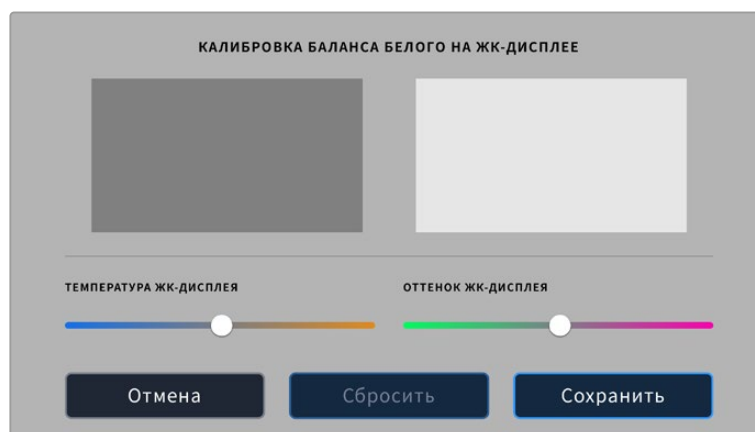 КАЛИБРОВКА БАЛАНСА БЕЛОГО НА ЖК-ДИСПЛЕЕ
ТЕМПЕРАТУРА ЖК-ДИСПЛЕЯ
ОТТЕНОК ЖК-ДИСПЛЕЯ
Отмена
Сбросить
Сохранить